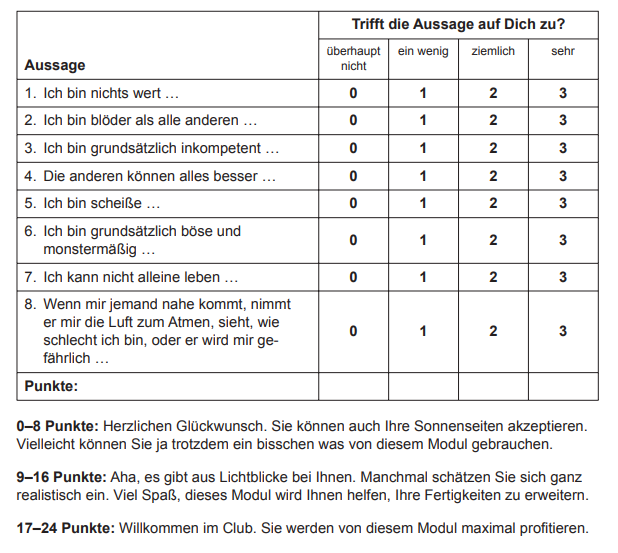 Trifft die Aussage auf Dich zu?
Aussage
überhaupt nicht
ein wenig
ziemlich
sehr
1. Ich bin nichts wert … 0 1 2 3
2. Ich bin blöder als alle anderen … 0 1 2 3
3. Ich bin grundsätzlich inkompetent … 0 1 2 3
4. Die anderen können alles besser … 0 1 2 3
5. Ich bin scheiße … 0 1 2 3
6. Ich bin grundsätzlich böse und
monstermäßig … 0 1 2 3
7. Ich kann nicht alleine leben … 0 1 2 3
8. Wenn mir jemand nahe kommt, nimmt
er mir die Luft zum Atmen, sieht, wie
schlecht ich bin, oder er wird mir ge-
fährlich … 0 1 2 3
Punkte:
0–8 Punkte: Herzlichen Glückwunsch. Sie können auch Ihre Sonnenseiten akzeptieren.
Vielleicht können Sie ja trotzdem ein bisschen was von diesem Modul gebrauchen.
9–16 Punkte: Aha, es gibt aus Lichtblicke bei Ihnen. Manchmal schätzen Sie sich ganz
realistisch ein. Viel Spaß, dieses Modul wird Ihnen helfen, Ihre Fertigkeiten zu erweitern.
17–24 Punkte: Willkommen im Club. Sie werden von diesem Modul maximal profitieren.